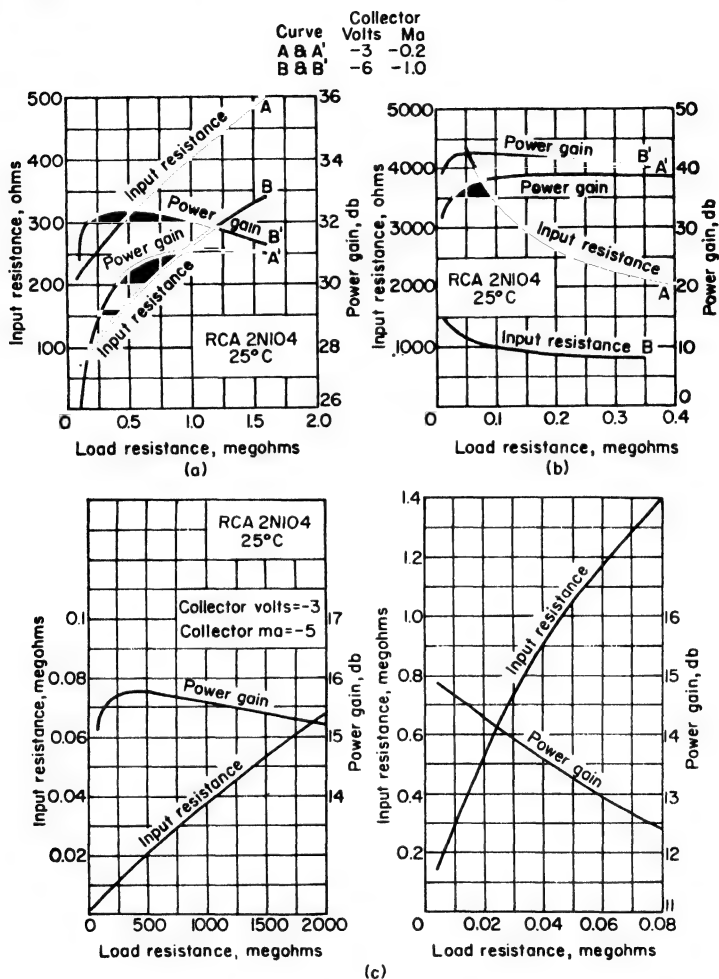 Collector
Curve Volts Ma
A & A' -3 -0.2
B & B' -6 -1.0
500
400
300
200
100
0
Input resistance, ohms
36
34
32
30
28
26
Power gain, db
Input resistance
A
B
Power gain
B'
Power gain
A'
Input resistance
RCA 2N104
25°C
0.5
1.0
1.5
2.0
Load resistance, megohms
(a)
5000
4000
3000
2000
1000
0
Input resistance, ohms
50
40
30
20
10
0
Power gain, db
Power gain
B'
A'
Power gain
Input resistance
A
RCA 2N104
25°C
Input resistance B
0.1
0.2
0.3
0.4
Load resistance, megohms
(b)
RCA 2N104
25°C
Collector volts=-3
Collector ma=-5
0.1
0.08
0.06
0.04
0.02
Input resistance, megohms
17
16
15
14
Power gain, db
Power gain
Input resistance
0
500
1000
1500
2000
Load resistance, megohms
1.4
1.2
1.0
0.8
0.6
0.4
0.2
16
15
14
13
12
11
Power gain, db
Input resistance
Power gain
0
0.02
0.04
0.06
0.08
Load resistance, megohms
(c)